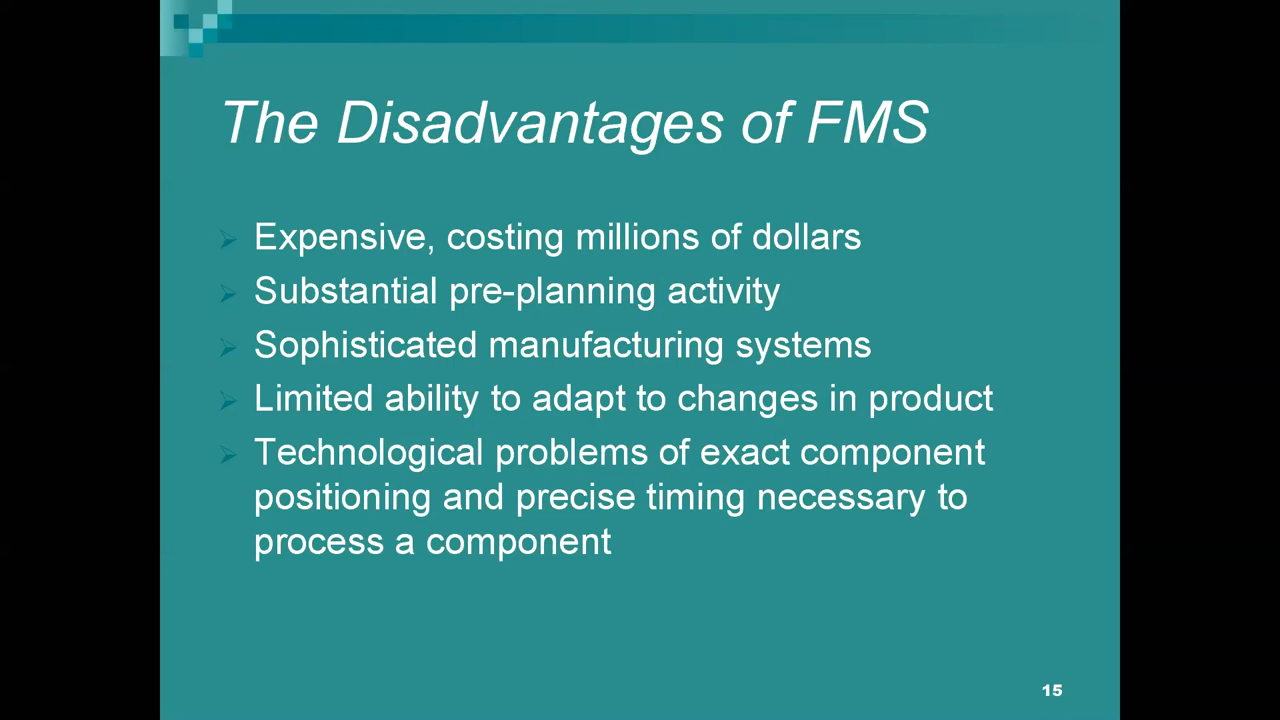 The Disadvantages of FMS
Expensive, costing millions of dollars
Substantial pre-planning activity
Sophisticated manufacturing systems
Limited ability to adapt to changes in product
Technological problems of exact component
positioning and precise timing necessary to
process a component
15